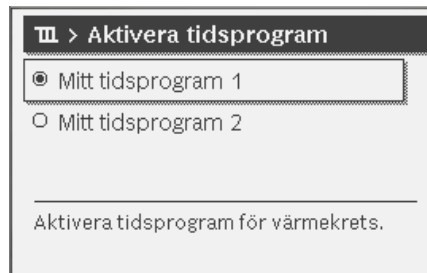 > Aktivera tidsprogram
Mitt tidsprogram 1
Mitt tidsprogram 2
Aktivera tidsprogram för värmekrets.